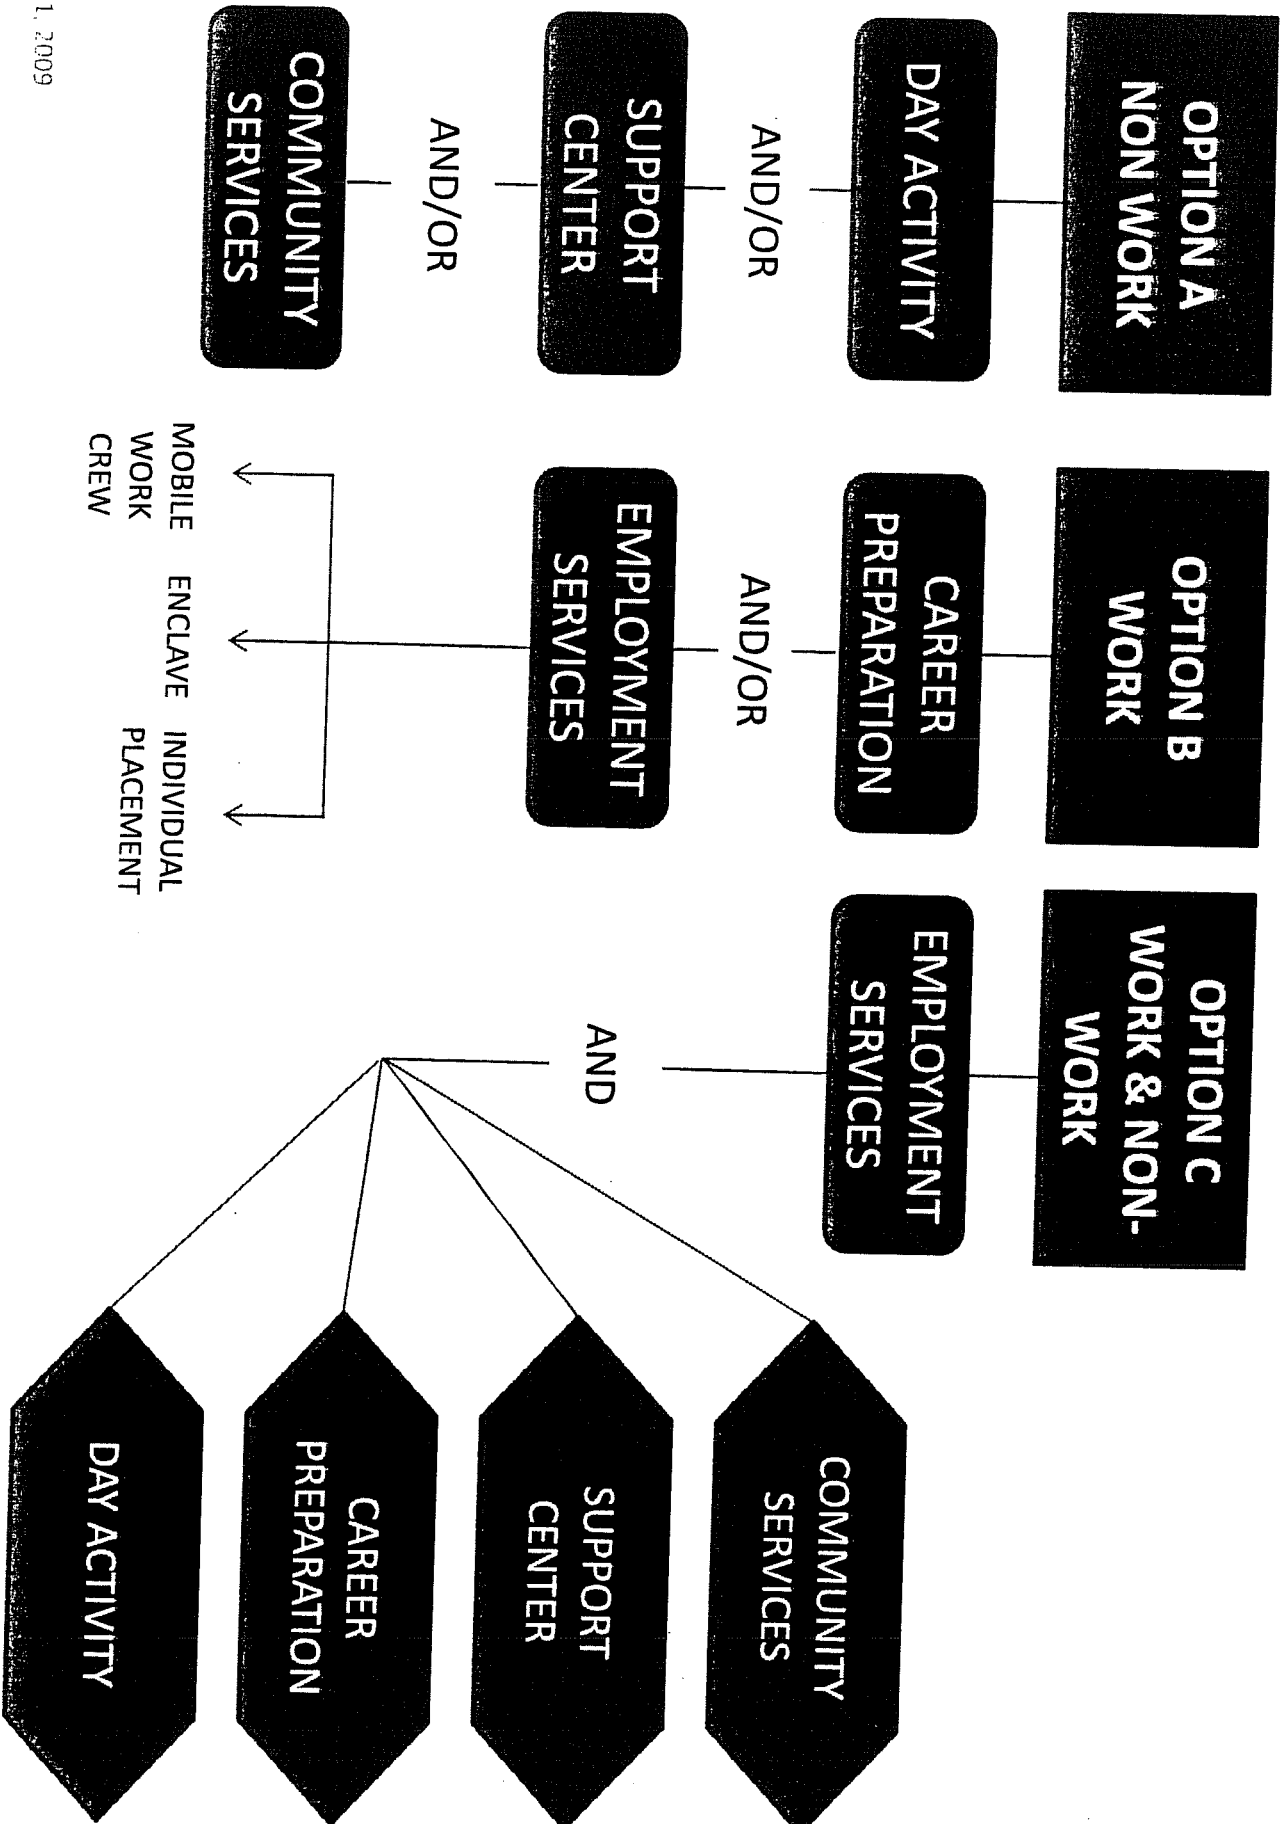 OPTION A
NON WORK
DAY ACTIVITY
AND/OR
SUPPORT
CENTER
AND/OR
COMMUNITY
SERVICES
OPTION B
WORK
CAREER
PREPARATION
AND/OR
EMPLOYMENT
SERVICES
MOBILE
WORK
CREW
ENCLAVE
INDIVIDUAL
PLACEMENT
OPTION C
WORK & NON-
WORK
EMPLOYMENT
SERVICES
AND
COMMUNITY
SERVICES
SUPPORT
CENTER
CAREER
PREPARATION
DAY ACTIVITY
1, 2009